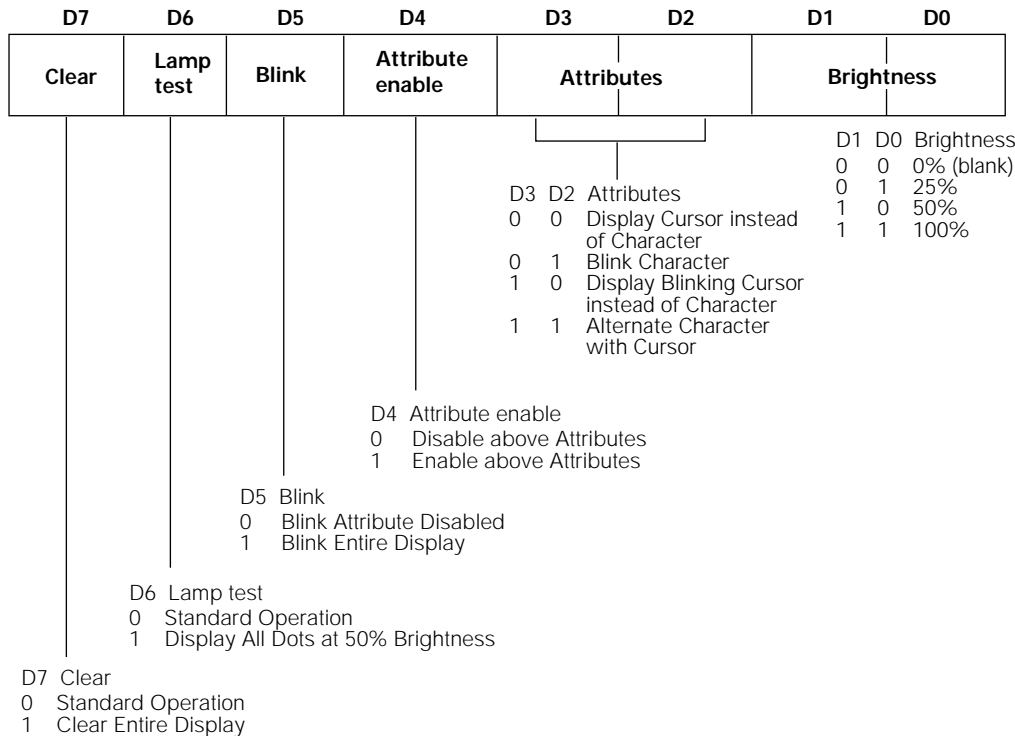 D7 D6 D5 D4 D3 D2 D1 D0
Clear
Lamp
test
Blink
Attribute
enable
Attributes
Brightness
D1 D0 Brightness
0 0 0% (blank)
0 1 25%
1 0 50%
1 1 100%
D3 D2 Attributes
0 0 Display Cursor instead
of Character
0 1 Blink Character
1 0 Display Blinking Cursor
instead of Character
1 1 Alternate Character
with Cursor
D4 Attribute enable
0 Disable above Attributes
1 Enable above Attributes
D5 Blink
0 Blink Attribute Disabled
1 Blink Entire Display
D6 Lamp test
0 Standard Operation
1 Display All Dots at 50% Brightness
D7 Clear
0 Standard Operation
1 Clear Entire Display